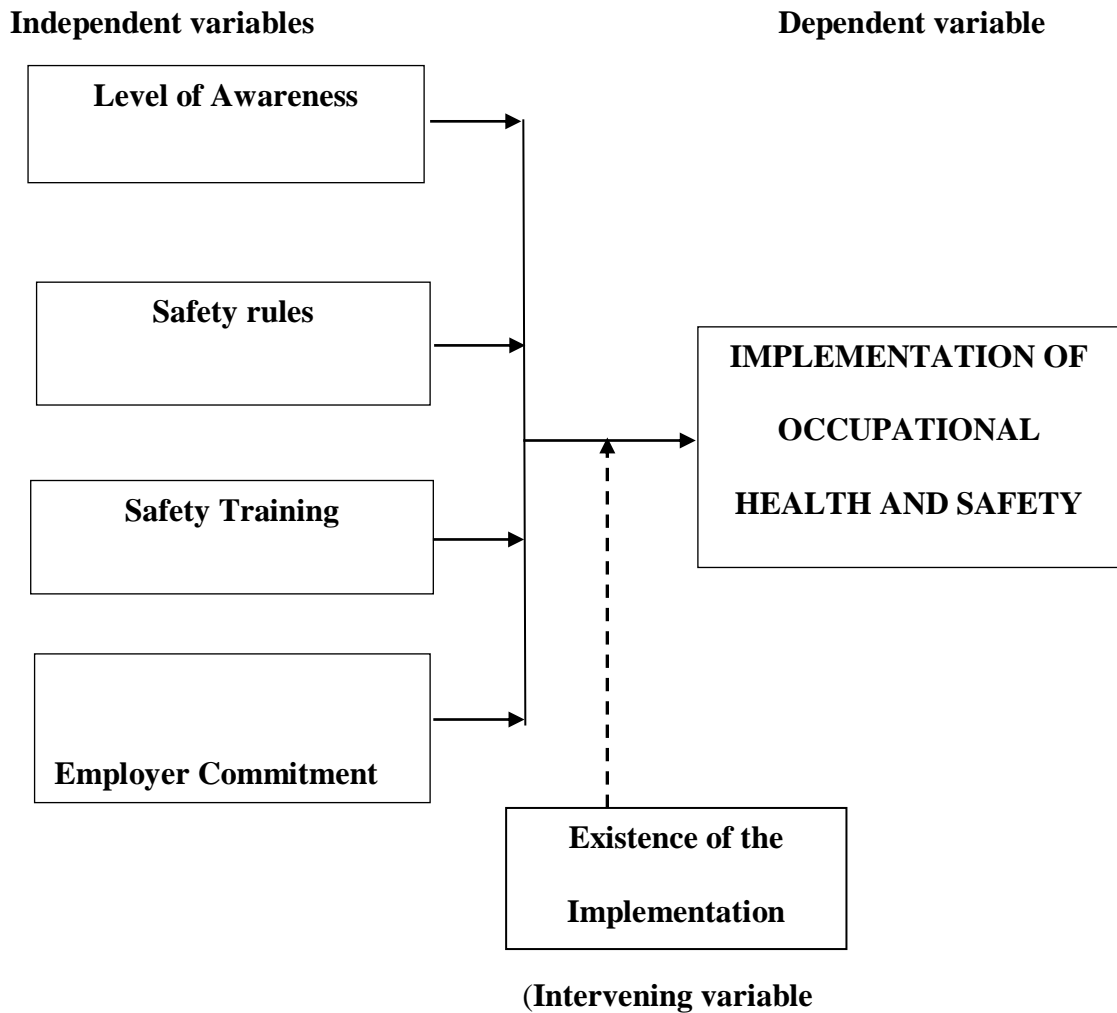 Independent variables
Dependent variable
Level of Awareness
Safety rules
IMPLEMENTATION OF
OCCUPATIONAL
HEALTH AND SAFETY
Safety Training
Employer Commitment
Existence of the
Implementation
(Intervening variable